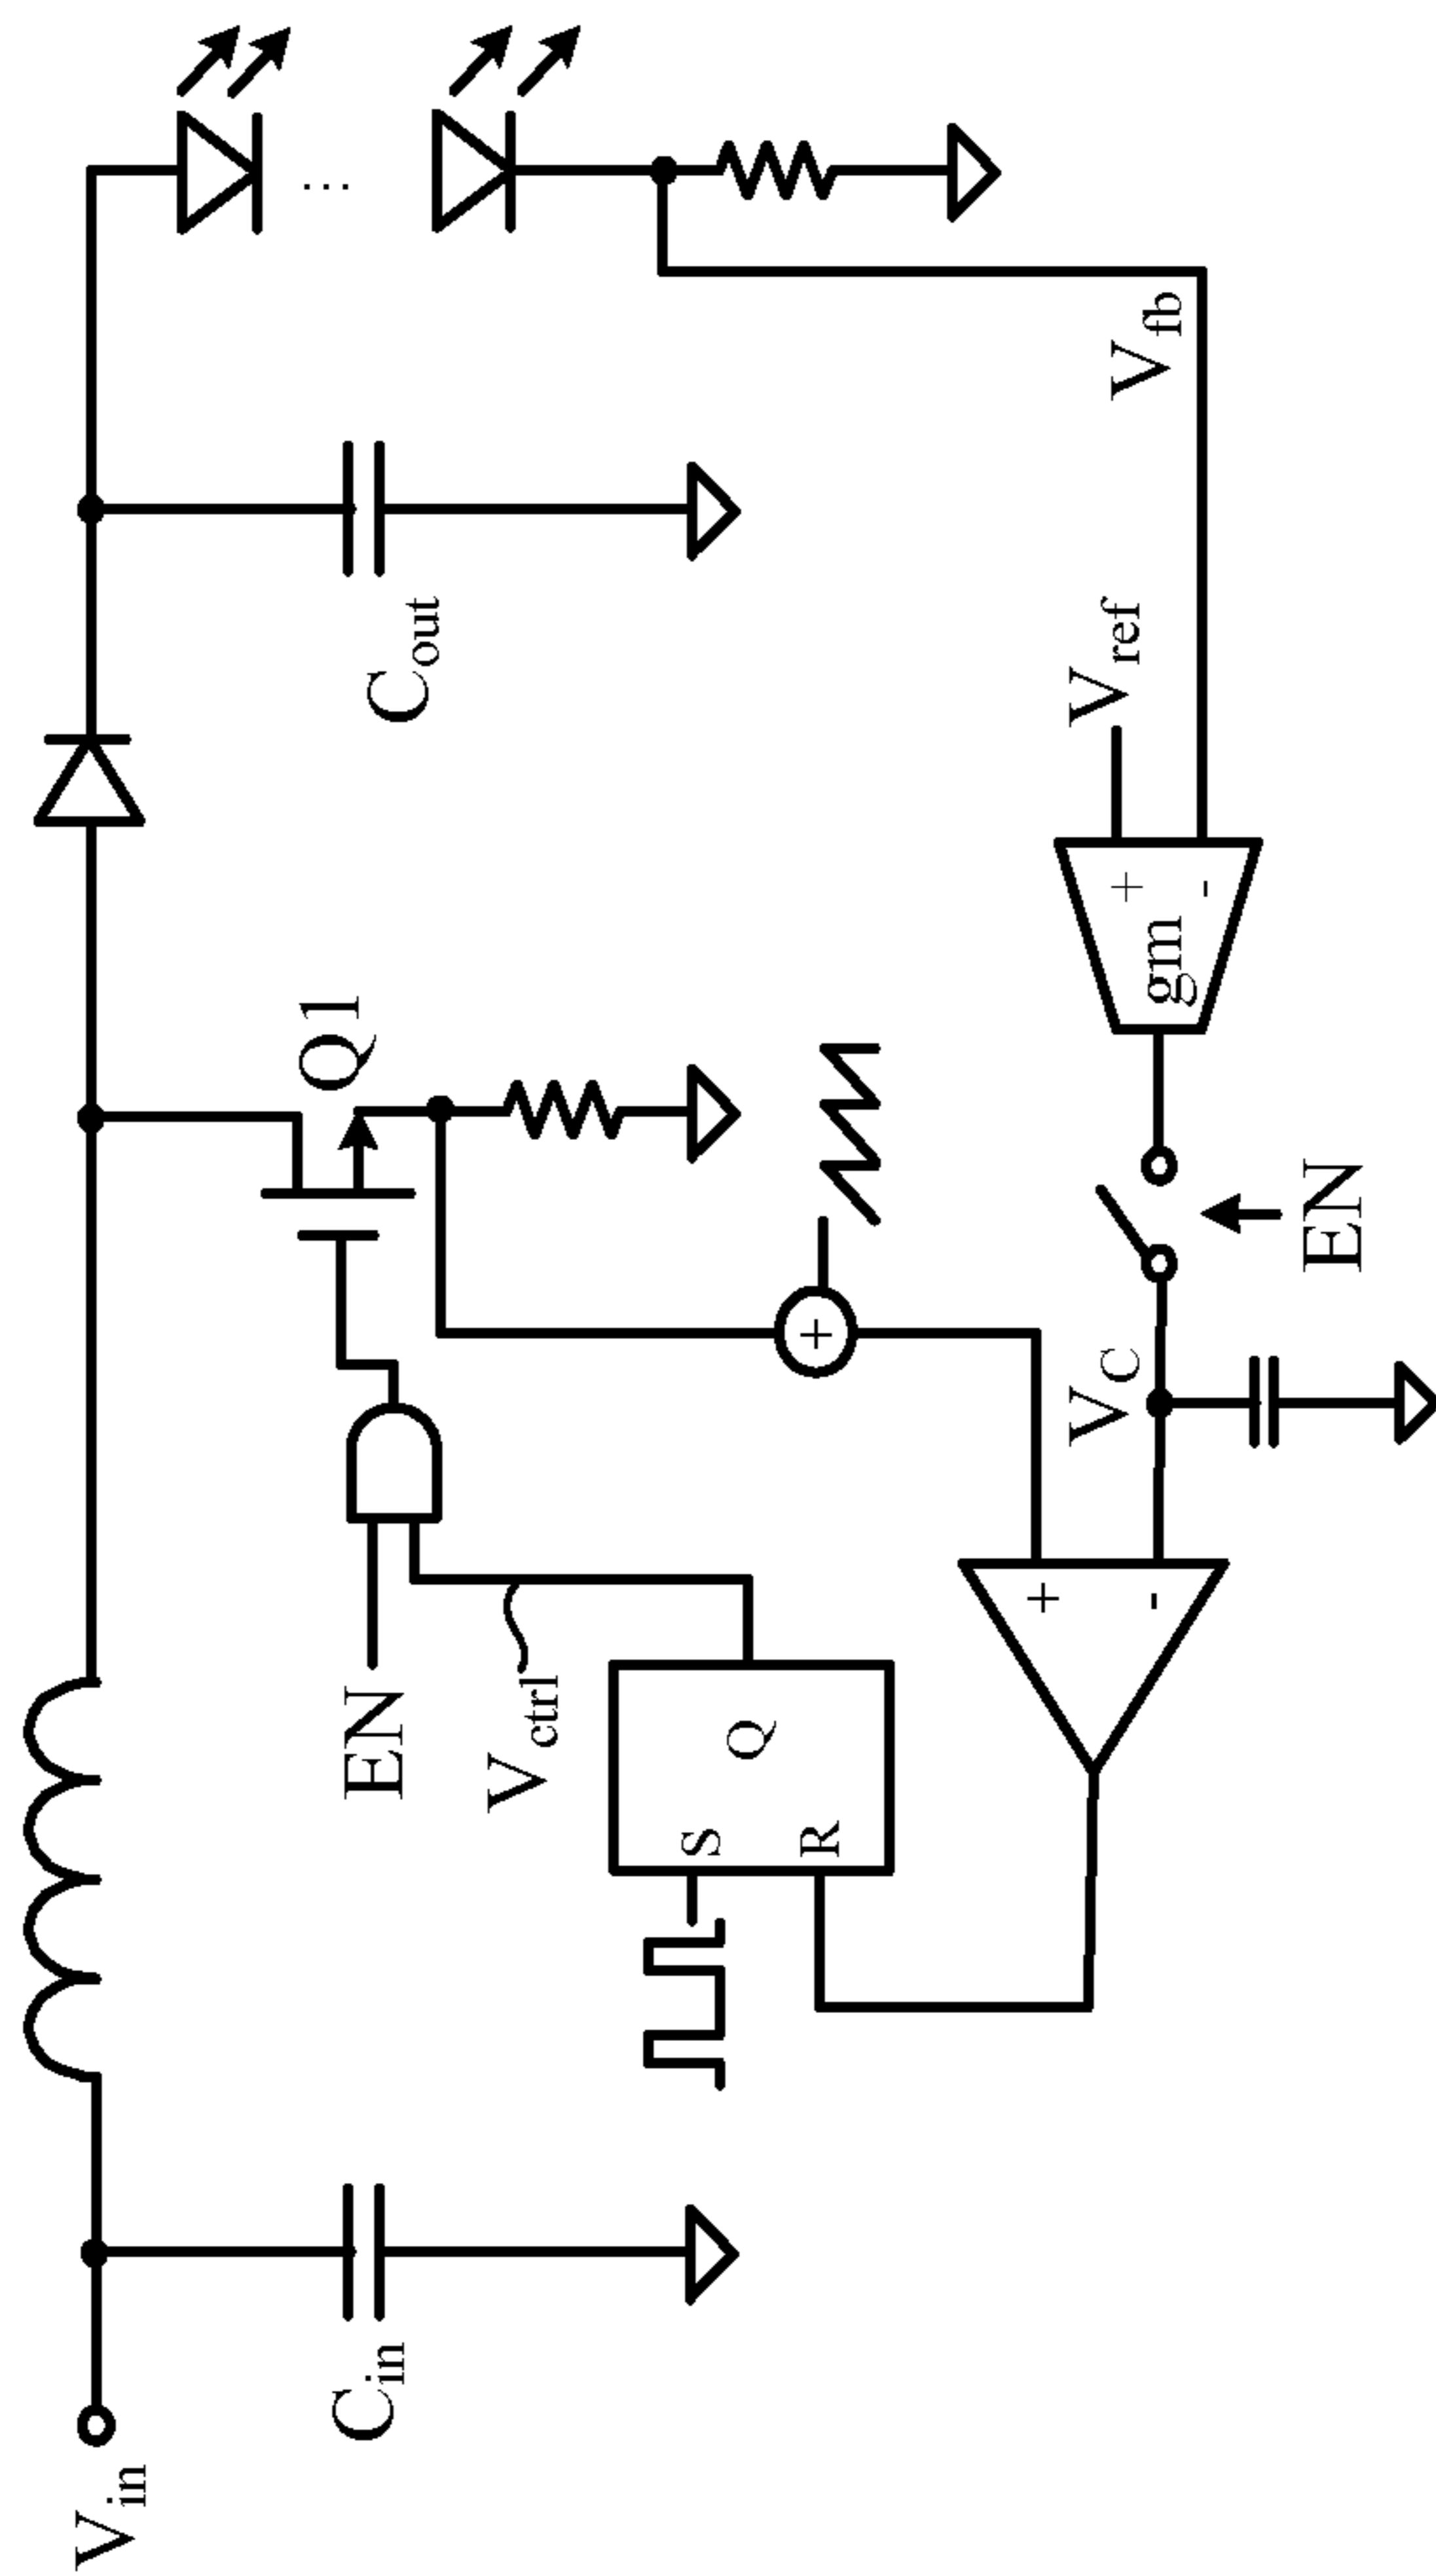 Vin
Cin
EN
Vctrl
S
R
Q
Q1
Cout
...
+
+
-
VC
EN
gm
+
-
Vref
Vfb